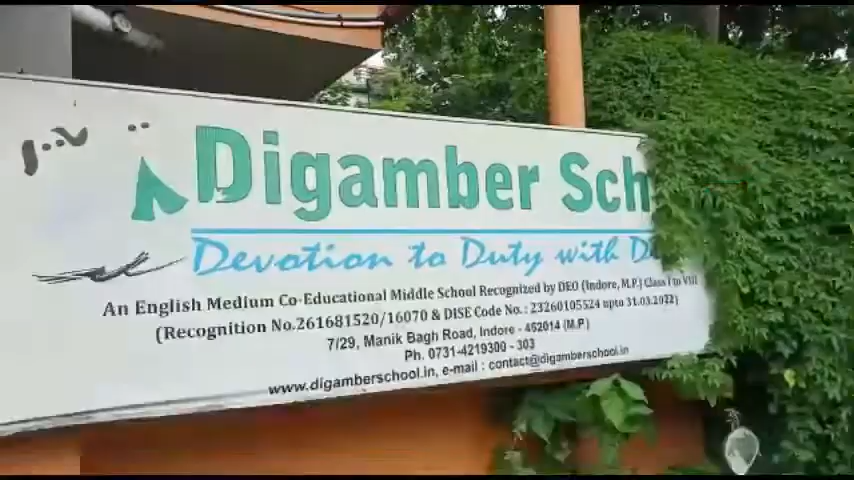 Digamber Sch
Devotion to Duty with D
An English Medium Co-Educational Middle School Recognized by DEO (Indore, M.P.) Class I to VIII
(Recognition No.261681520/16070 & DISE Code No.: 23260105524 upto 31.03.2022)
7/29, Manik Bagh Road, Indore - 452014 (M.P.)
Ph. 0731-4219300 - 303
www.digamberschool.in, e-mail : contact@digamberschool.in